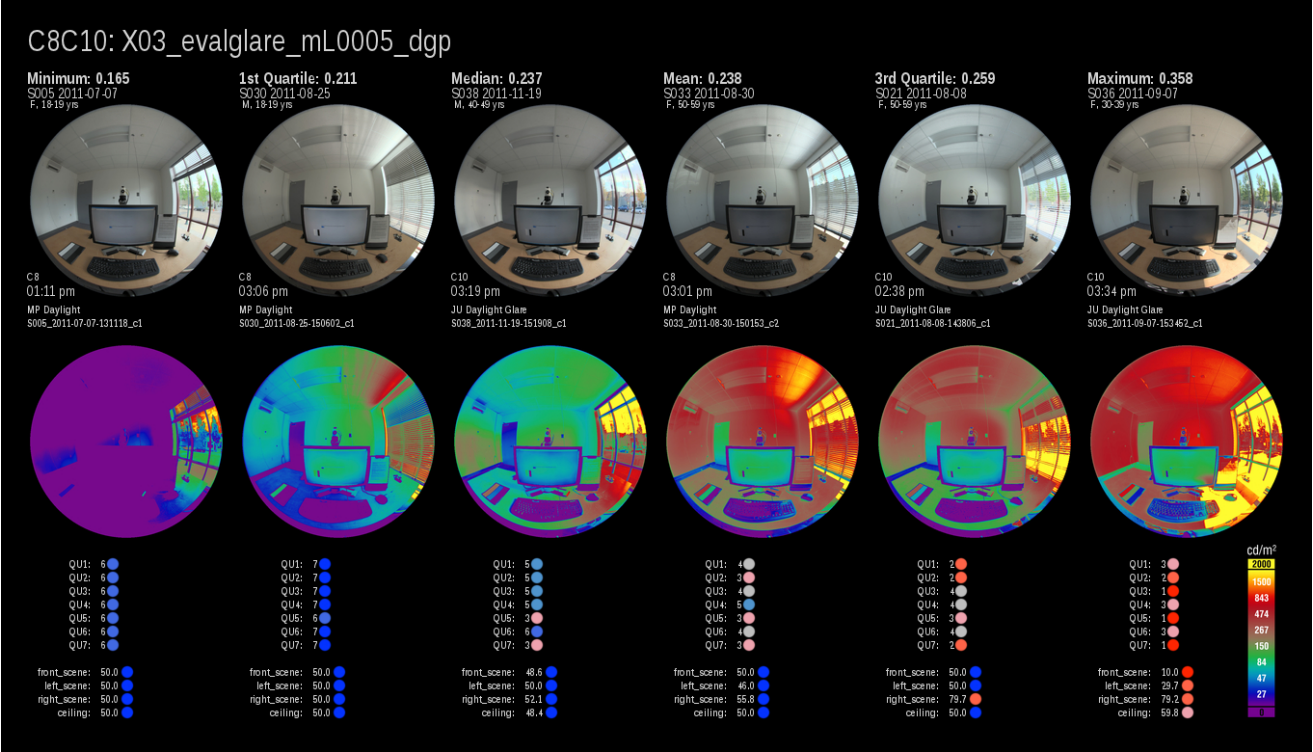 C8C10: X03_evalglare_mL0005_dgp
Minimum: 0.165
S005 2011-07-07
F, 18-19 yrs
C8
01:11 pm
MP Daylight
S005_2011-07-07-131118_c1
QU1: 6
QU2: 6
QU3: 6
QU4: 6
QU5: 6
QU6: 6
QU7: 6
front_scene: 50.0
left_scene: 50.0
right_scene: 50.0
ceiling: 50.0
1st Quartile: 0.211
S030 2011-08-25
M, 18-19 yrs
C8
03:06 pm
MP Daylight
S030_2011-08-25-150602_c1
QU1: 7
QU2: 7
QU3: 7
QU4: 7
QU5: 6
QU6: 7
QU7: 7
front_scene: 50.0
left_scene: 50.0
right_scene: 50.0
ceiling: 50.0
Median: 0.237
S038 2011-11-19
M, 40-49 yrs
C10
03:19 pm
JU Daylight Glare
S038_2011-11-19-151908_c1
QU1: 5
QU2: 5
QU3: 5
QU4: 5
QU5: 3
QU6: 6
QU7: 3
front_scene: 48.6
left_scene: 50.0
right_scene: 52.1
ceiling: 48.4
Mean: 0.238
S033 2011-08-30
F, 50-59 yrs
C8
03:01 pm
MP Daylight
S033_2011-08-30-150153_c2
QU1: 4
QU2: 3
QU3: 4
QU4: 5
QU5: 3
QU6: 4
QU7: 3
front_scene: 50.0
left_scene: 46.0
right_scene: 55.8
ceiling: 50.0
3rd Quartile: 0.259
S021 2011-08-08
F, 50-59 yrs
C10
02:38 pm
JU Daylight Glare
S021_2011-08-08-143806_c1
QU1: 2
QU2: 2
QU3: 4
QU4: 4
QU5: 3
QU6: 4
QU7: 2
front_scene: 50.0
left_scene: 50.0
right_scene: 79.7
ceiling: 50.0
Maximum: 0.358
S036 2011-09-07
F, 30-39 yrs
C10
03:34 pm
JU Daylight Glare
S036_2011-09-07-153452_c1
QU1: 3
QU2: 2
QU3: 1
QU4: 3
QU5: 1
QU6: 3
QU7: 1
front_scene: 10.0
left_scene: 29.7
right_scene: 79.2
ceiling: 59.8
cd/m²
2000
1500
843
474
267
150
84
47
27
0